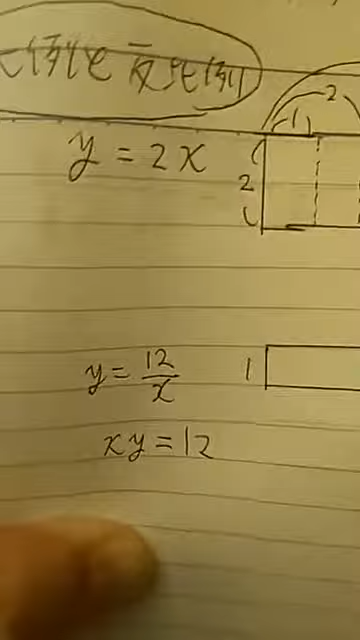 比例と反比例
2
1
y = 2x
2
y = 12/x
1
xy = 12